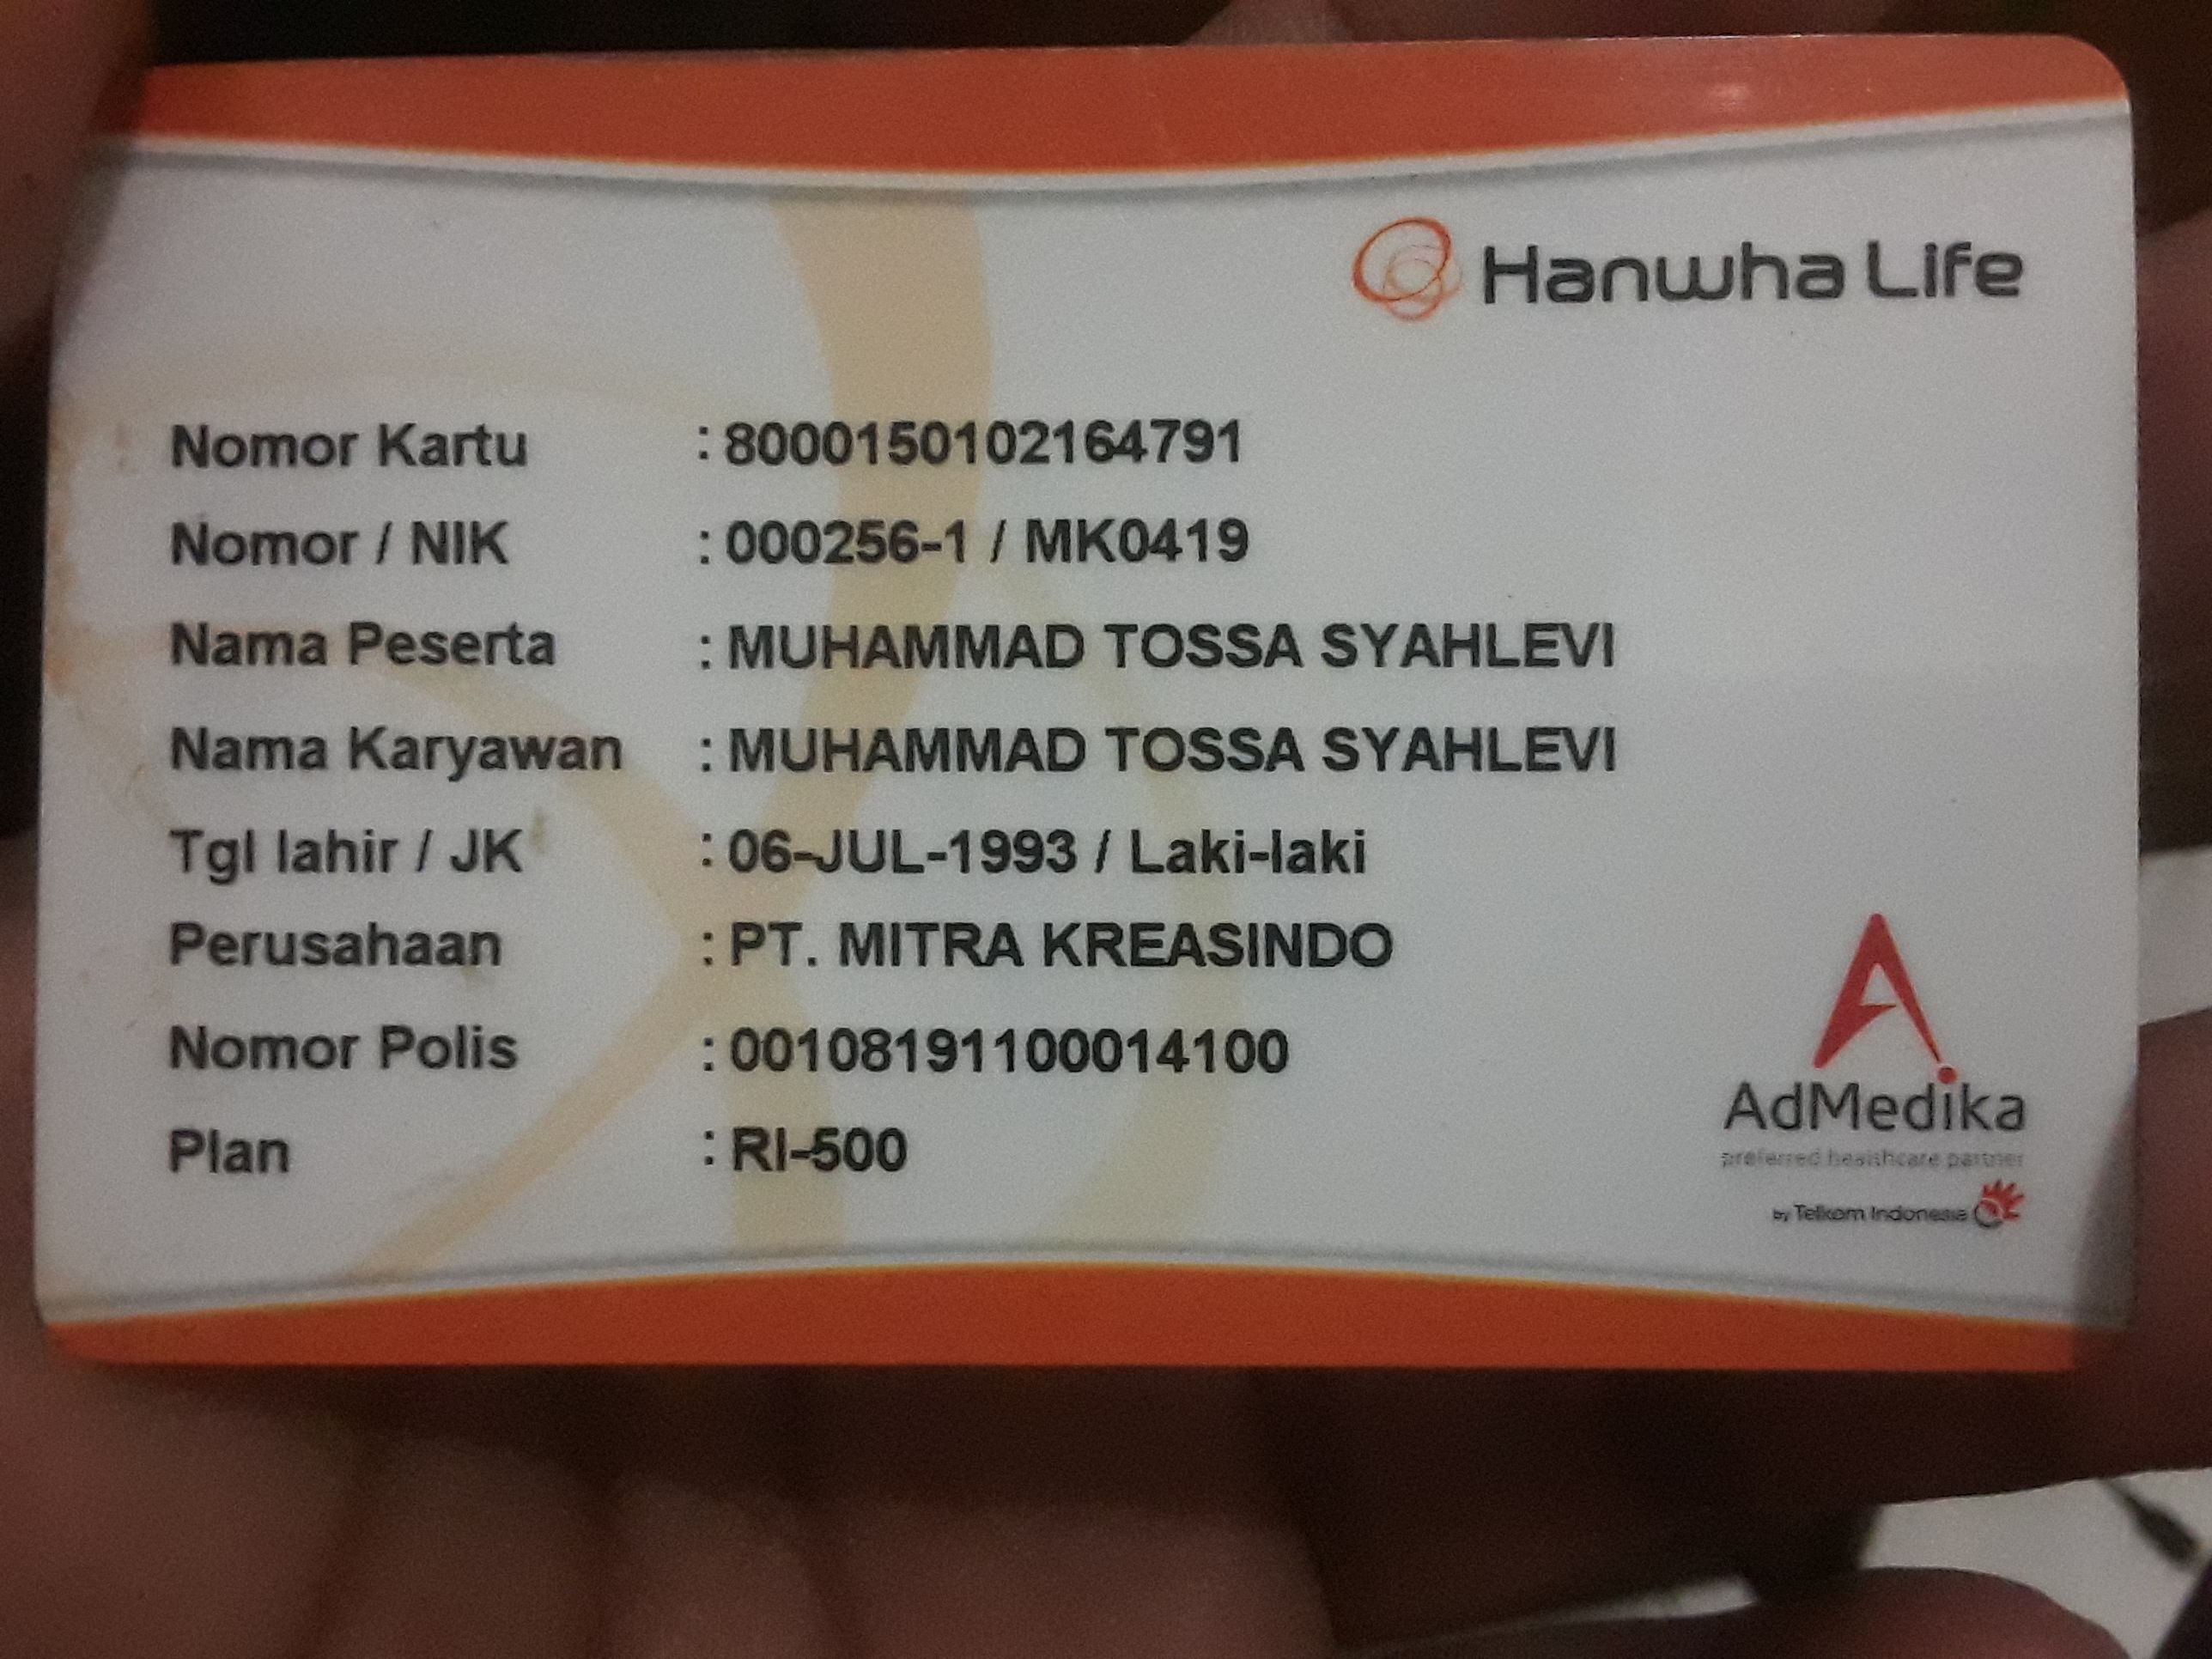 Hanwha Life
Nomor Kartu : 8000150102164791
Nomor / NIK : 000256-1 / MK0419
Nama Peserta : MUHAMMAD TOSSA SYAHLEVI
Nama Karyawan : MUHAMMAD TOSSA SYAHLEVI
Tgl lahir / JK : 06-JUL-1993 / Laki-laki
Perusahaan : PT. MITRA KREASINDO
Nomor Polis : 00108191100014100
Plan : RI-500
AdMedika
preferred healthcare partner
by Telkom Indonesia